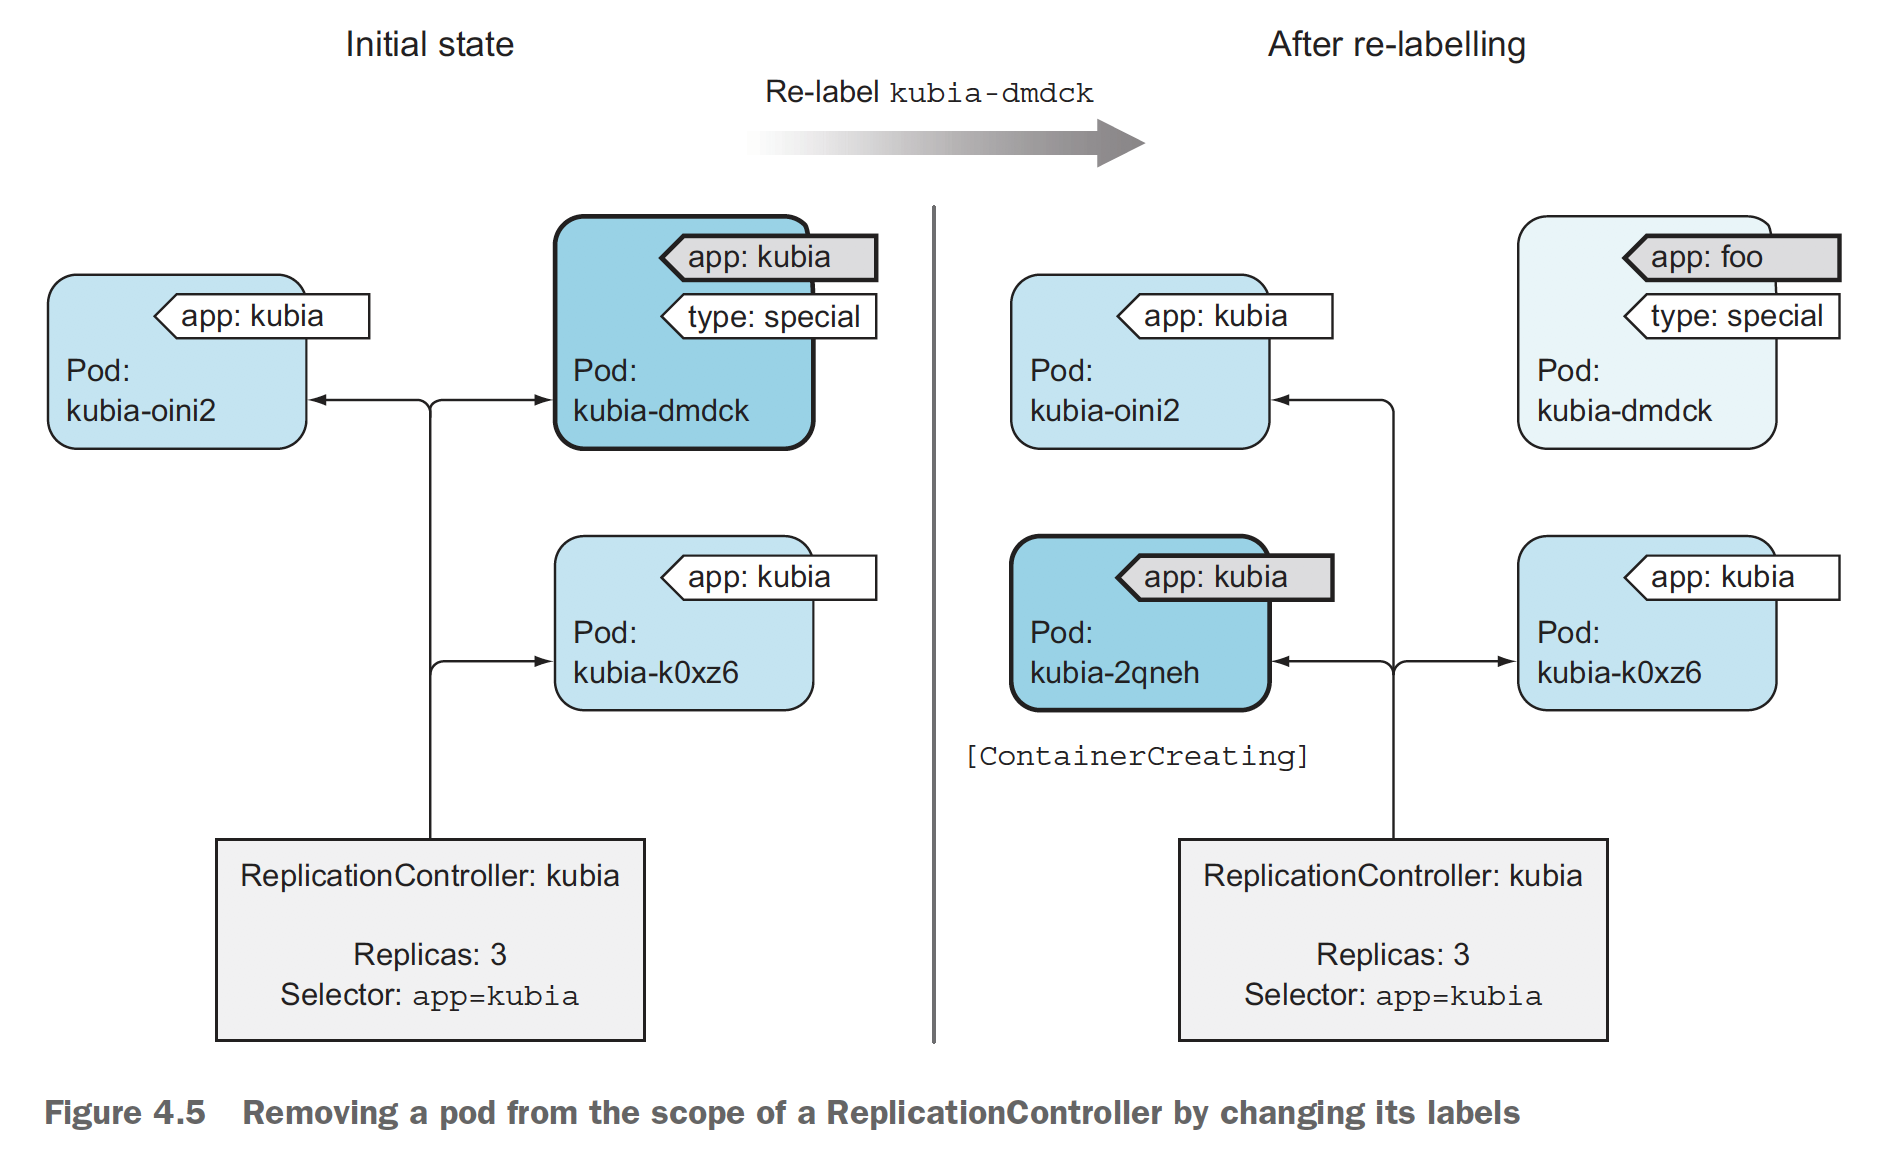 Initial state
After re-labelling
Re-label kubia-dmdck
app: kubia
type: special
Pod:
kubia-dmdck
app: kubia
Pod:
kubia-oini2
app: kubia
Pod:
kubia-k0xz6
ReplicationController: kubia
Replicas: 3
Selector: app=kubia
app: foo
type: special
Pod:
kubia-dmdck
app: kubia
Pod:
kubia-oini2
app: kubia
Pod:
kubia-2qneh
[ContainerCreating]
app: kubia
Pod:
kubia-k0xz6
ReplicationController: kubia
Replicas: 3
Selector: app=kubia
Figure 4.5 Removing a pod from the scope of a ReplicationController by changing its labels